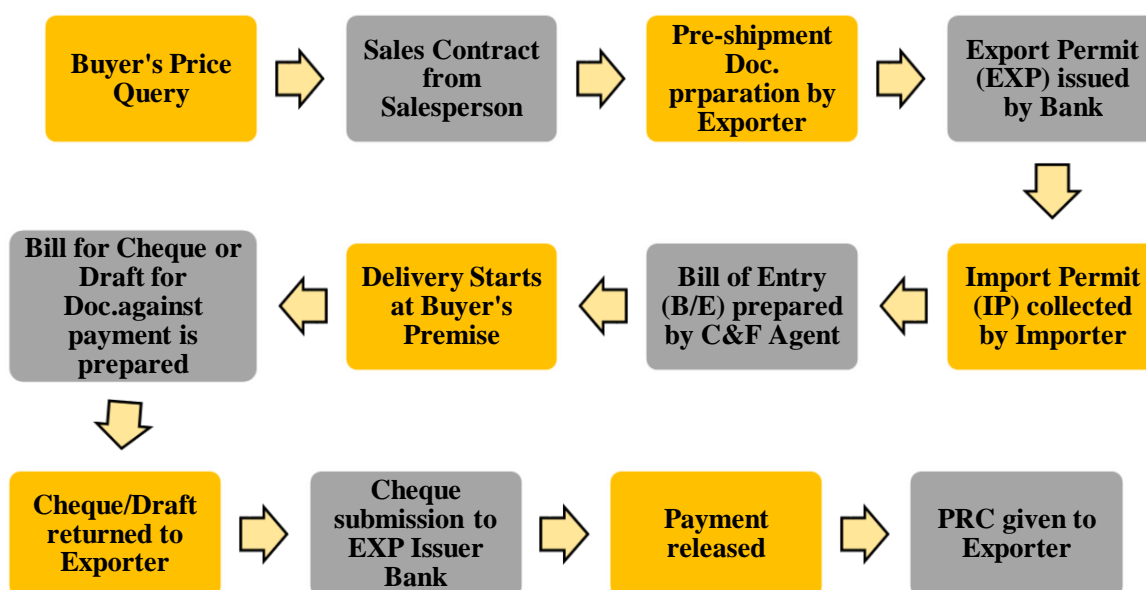 Buyer's Price
Query
Sales Contract
from
Salesperson
Pre-shipment
Doc.
prparation by
Exporter
Export Permit
(EXP) issued
by Bank
Import Permit
(IP) collected
by Importer
Bill of Entry
(B/E) prepared
by C&F Agent
Delivery Starts
at Buyer's
Premise
Bill for Cheque or
Draft for
Doc.against
payment is
prepared
Cheque/Draft
returned to
Exporter
Cheque
submission to
EXP Issuer
Bank
Payment
released
PRC given to
Exporter